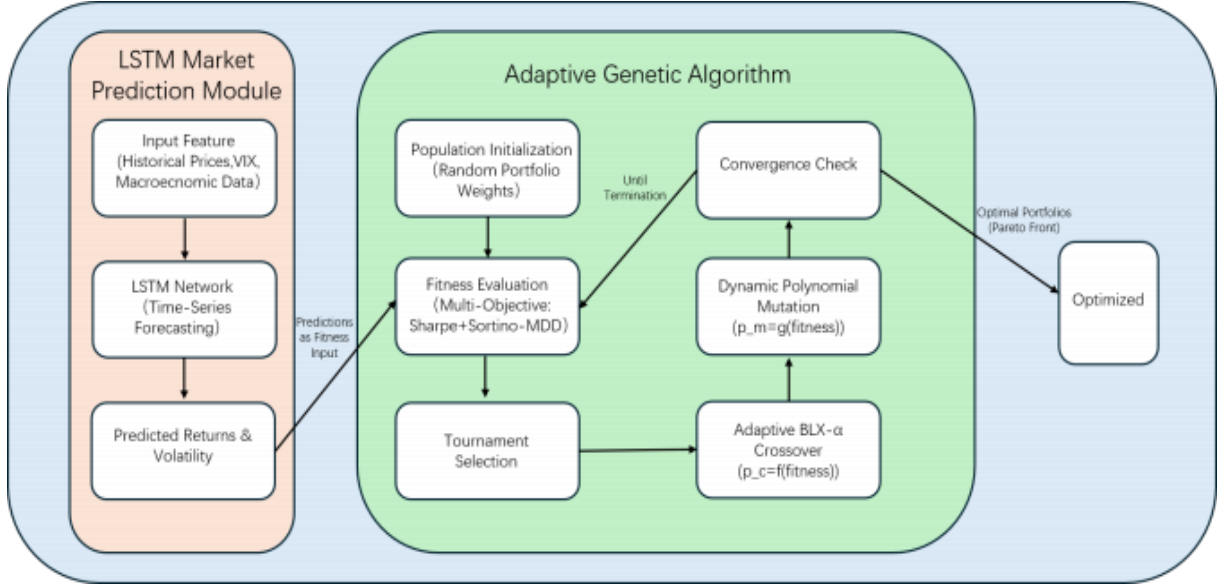 LSTM Market
Prediction Module
Input Feature
(Historical Prices,VIX,
Macroecnomic Data)
LSTM Network
(Time-Series
Forecasting)
Predicted Returns &
Volatility
Predictions
as Fitness
Input
Adaptive Genetic Algorithm
Population Initialization
(Random Portfolio
Weights)
Fitness Evaluation
(Multi-Objective:
Sharpe+Sortino-MDD)
Tournament
Selection
Until
Termination
Convergence Check
Dynamic Polynomial
Mutation
(p_m=g(fitness))
Adaptive BLX-α
Crossover
(p_c=f(fitness))
Optimal Portfolios
(Pareto Front)
Optimized